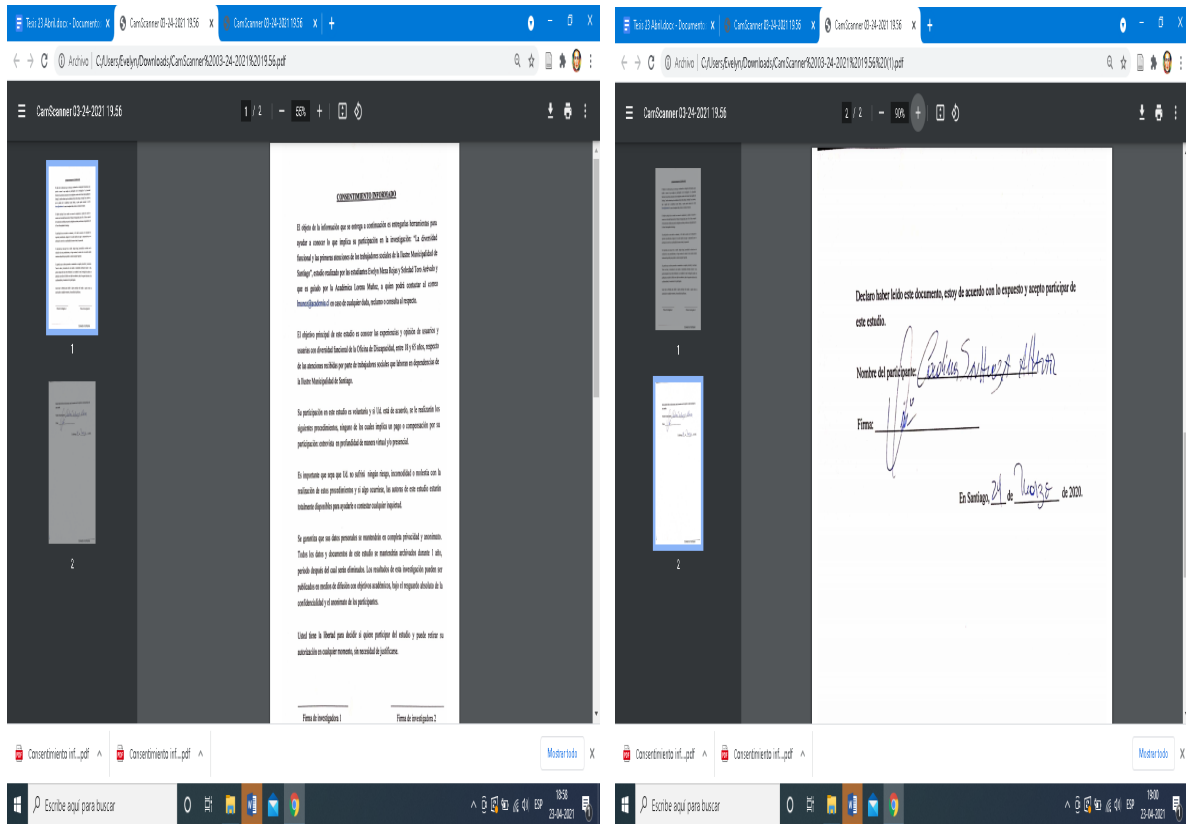 Tesis 23 Abril.docx - Documento
CamScanner 03-24-2021 19.56
CamScanner 03-24-2021 19.56
Archivo
C:/Users/Evelyn/Downloads/CamScanner%2003-24-2021%2019.56.pdf
CamScanner 03-24-2021 19.56
1 / 2
55%
1
2
CONSENTIMIENTO INFORMADO
El objeto de la información que se entrega a continuación es entregarles herramientas para
ayudar a conocer lo que implica su participación en la investigación: "La diversidad
funcional y las primeras atenciones de los trabajadores sociales de la Ilustre Municipalidad de
Santiago", estudio realizado por las estudiantes Evelyn Meza Rojas y Soledad Toro Arévalo y
que es guiado por la Académica Lorena Muñoz, a quien podrá contactar al correo
en caso de cualquier duda, reclamo o consulta al respecto.
El objetivo principal de este estudio es conocer las experiencias y opinión de usuarios y
usuarias con diversidad funcional de la Oficina de Discapacidad, entre 18 y 65 años, respecto
de las atenciones recibidas por parte de trabajadores sociales que laboran en dependencias de
la Ilustre Municipalidad de Santiago.
Su participación en este estudio es voluntaria y si Ud. está de acuerdo, se le realizarán los
siguientes procedimientos, ninguno de los cuales implica un pago o compensación por su
participación: entrevista en profundidad de manera virtual y/o presencial.
Es importante que sepa que Ud. no sufrirá ningún riesgo, incomodidad o molestia con la
realización de estos procedimientos y si algo ocurriese, las autoras de este estudio estarán
totalmente disponibles para ayudarle o contestar cualquier inquietud.
Se garantiza que sus datos personales se mantendrán en completa privacidad y anonimato.
Todos los datos y documentos de este estudio se mantendrán archivados durante 1 año,
período después del cual serán eliminados. Los resultados de esta investigación pueden ser
publicados en medios de difusión con objetivos académicos, bajo el resguardo absoluto de la
confidencialidad y el anonimato de los participantes.
Usted tiene la libertad para decidir si quiere participar del estudio y puede retirar su
autorización en cualquier momento, sin necesidad de justificarse.
Firma de investigadora 1
Firma de investigadora 2
Consentimiento inf....pdf
Consentimiento inf....pdf
Mostrar todo
Escribe aquí para buscar
ESP
18:58
23-04-2021
Tesis 23 Abril.docx - Documento
CamScanner 03-24-2021 19.56
CamScanner 03-24-2021 19.56
Archivo
C:/Users/Evelyn/Downloads/CamScanner%2003-24-2021%2019.56%20(1).pdf
CamScanner 03-24-2021 19.56
2 / 2
90%
1
2
Declaro haber leído este documento, estoy de acuerdo con lo expuesto y acepto participar de
este estudio.
Nombre del participante: Carolina Santhueza
Firma:
En Santiago, 24 de Marzo de 2020.
Consentimiento inf....pdf
Consentimiento inf....pdf
Mostrar todo
Escribe aquí para buscar
ESP
19:00
23-04-2021